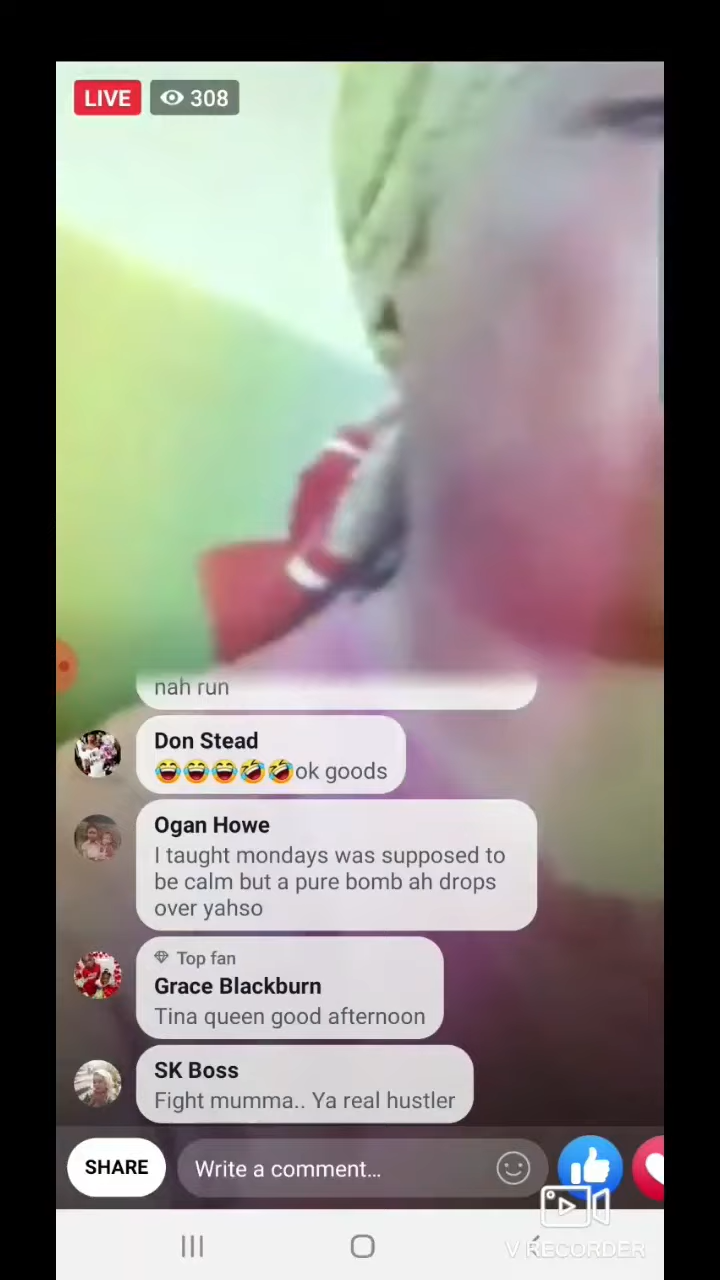 LIVE 308
nah run
Don Stead
😂😂😂🤣🤣ok goods
Ogan Howe
I taught mondays was supposed to
be calm but a pure bomb ah drops
over yahso
Top fan
Grace Blackburn
Tina queen good afternoon
SK Boss
Fight mumma.. Ya real hustler
SHARE
Write a comment...
V RECORDER